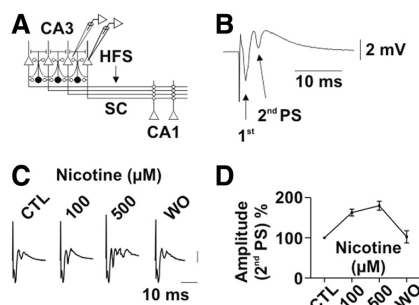 A
CA3
HFS
SC
CA1
B
2 mV
10 ms
2nd PS
1st
C
Nicotine (µM)
CTL
100
500
WO
10 ms
D
Amplitude
(2nd PS) %
200
100
0
Nicotine
(µM)
CTL
100
500
WO